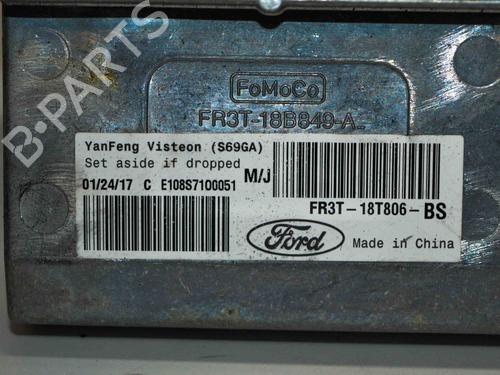 B-PARTS
FoMoCo
FR3T-18B849-A_
YanFeng Visteon (S69GA)
Set aside if dropped
01/24/17 C E108S7100051
M/J
FR3T-18T806-BS
Ford
Made in China